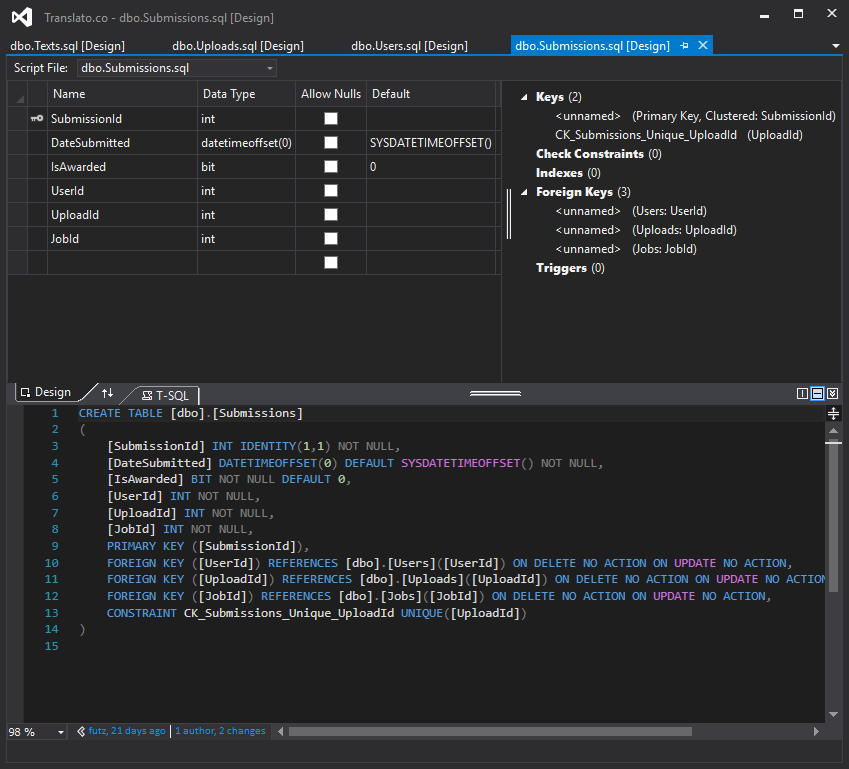 Translato.co - dbo.Submissions.sql [Design]
dbo.Texts.sql [Design] dbo.Uploads.sql [Design] dbo.Users.sql [Design] dbo.Submissions.sql [Design]
Script File: dbo.Submissions.sql
Name Data Type Allow Nulls Default
SubmissionId int
DateSubmitted datetimeoffset(0) SYSDATETIMEOFFSET()
IsAwarded bit 0
UserId int
UploadId int
JobId int
Keys (2)
<unnamed> (Primary Key, Clustered: SubmissionId)
CK_Submissions_Unique_UploadId (UploadId)
Check Constraints (0)
Indexes (0)
Foreign Keys (3)
<unnamed> (Users: UserId)
<unnamed> (Uploads: UploadId)
<unnamed> (Jobs: JobId)
Triggers (0)
Design T-SQL
1 CREATE TABLE [dbo].[Submissions]
2 (
3 [SubmissionId] INT IDENTITY(1,1) NOT NULL,
4 [DateSubmitted] DATETIMEOFFSET(0) DEFAULT SYSDATETIMEOFFSET() NOT NULL,
5 [IsAwarded] BIT NOT NULL DEFAULT 0,
6 [UserId] INT NOT NULL,
7 [UploadId] INT NOT NULL,
8 [JobId] INT NOT NULL,
9 PRIMARY KEY ([SubmissionId]),
10 FOREIGN KEY ([UserId]) REFERENCES [dbo].[Users]([UserId]) ON DELETE NO ACTION ON UPDATE NO ACTION,
11 FOREIGN KEY ([UploadId]) REFERENCES [dbo].[Uploads]([UploadId]) ON DELETE NO ACTION ON UPDATE NO ACTION
12 FOREIGN KEY ([JobId]) REFERENCES [dbo].[Jobs]([JobId]) ON DELETE NO ACTION ON UPDATE NO ACTION,
13 CONSTRAINT CK_Submissions_Unique_UploadId UNIQUE([UploadId])
14 )
15
98 % futz, 21 days ago | 1 author, 2 changes